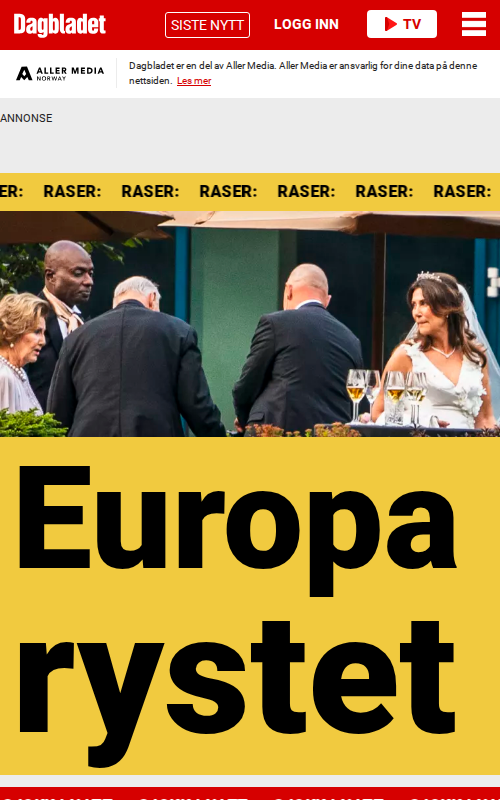 Dagbladet
SISTE NYTT
LOGG INN
TV
ALLER MEDIA
NORWAY
Dagbladet er en del av Aller Media. Aller Media er ansvarlig for dine data på denne
nettsiden. Les mer
ANNONSE
ER: RASER: RASER: RASER: RASER: RASER: RASER:
Europa
rystet